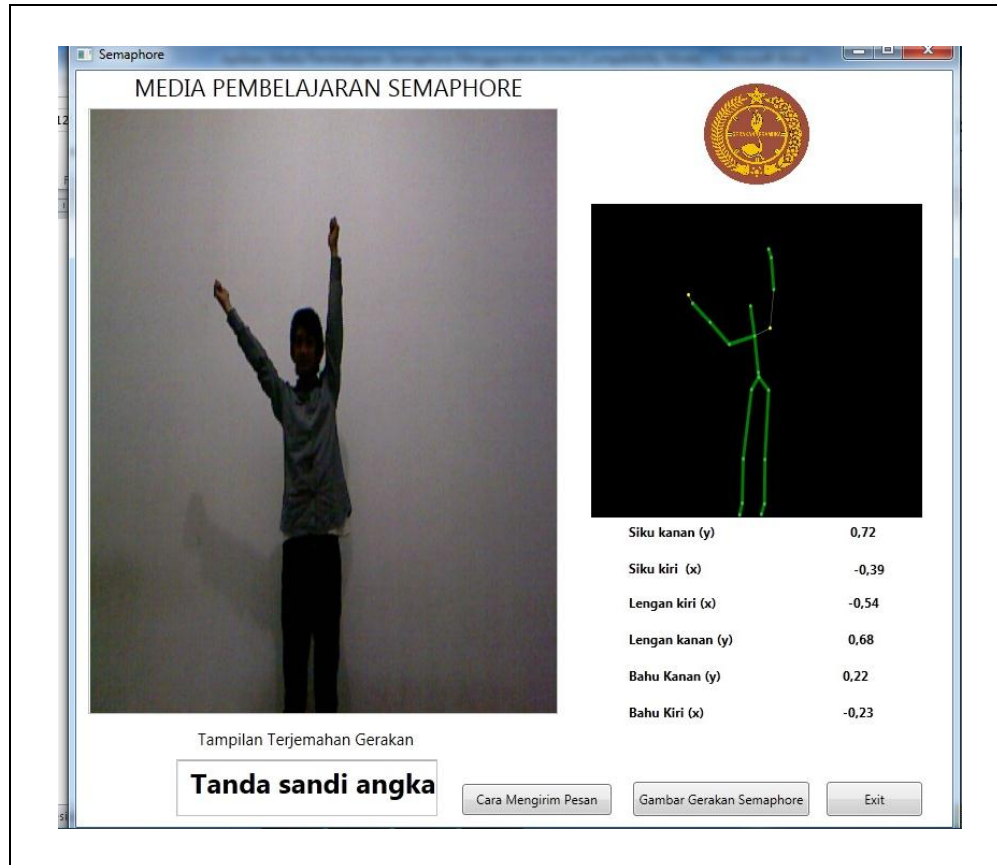 Semaphore
MEDIA PEMBELAJARAN SEMAPHORE
Siku kanan (y) 0,72
Siku kiri (x) -0,39
Lengan kiri (x) -0,54
Lengan kanan (y) 0,68
Bahu Kanan (y) 0,22
Bahu Kiri (x) -0,23
Tampilan Terjemahan Gerakan
Tanda sandi angka
Cara Mengirim Pesan
Gambar Gerakan Semaphore
Exit